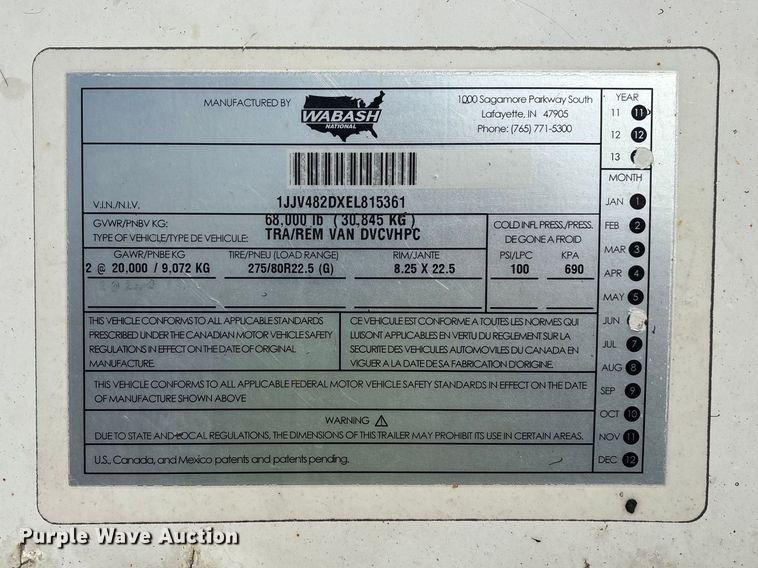 MANUFACTURED BY
WABASH
NATIONAL
1000 Sagamore Parkway South
Lafayette, IN 47905
Phone: (765) 771-5300
V.I.N./N.I.V.
1JJV482DXEL815361
GVWR/PNBV KG: 68,000 lb ( 30,845 KG )
TYPE OF VEHICLE/TYPE DE VEHICULE: TRA/REM VAN DVCVHPC
COLD INFL PRESS./PRESS.
DE GONE A FROID
GAWR/PNBE KG TIRE/PNEU (LOAD RANGE) RIM/JANTE PSI/LPC KPA
2 @ 20,000 / 9,072 KG 275/80R22.5 (G) 8.25 X 22.5 100 690
THIS VEHICLE CONFORMS TO ALL APPLICABLE STANDARDS
PRESCRIBED UNDER THE CANADIAN MOTOR VEHICLE SAFETY
REGULATIONS IN EFFECT ON THE DATE OF ORIGINAL
MANUFACTURE.
CE VEHICULE EST CONFORME A TOUTES LES NORMES QUI
LUI SONT APPLICABLES EN VERTU DU REGLEMENT SUR LA
SECURITE DES VEHICULES AUTOMOVILES DU CANADA EN
VIGUER A LA DATE DE SA FABRICATION D'ORIGINE.
THIS VEHICLE CONFORMS TO ALL APPLICABLE FEDERAL MOTOR VEHICLE SAFETY STANDARDS IN EFFECT ON THE DATE
OF MANUFACTURE SHOWN ABOVE
WARNING
DUE TO STATE AND LOCAL REGULATIONS, THE DIMENSIONS OF THIS TRAILER MAY PROHIBIT ITS USE IN CERTAIN AREAS.
U.S., Canada, and Mexico patents and patents pending.
YEAR
11 11
12 12
13
MONTH
JAN 1
FEB 2
MAR 3
APR 4
MAY 5
JUN
JUL 7
AUG 8
SEP 9
OCT 10
NOV 11
DEC 12
Purple Wave Auction